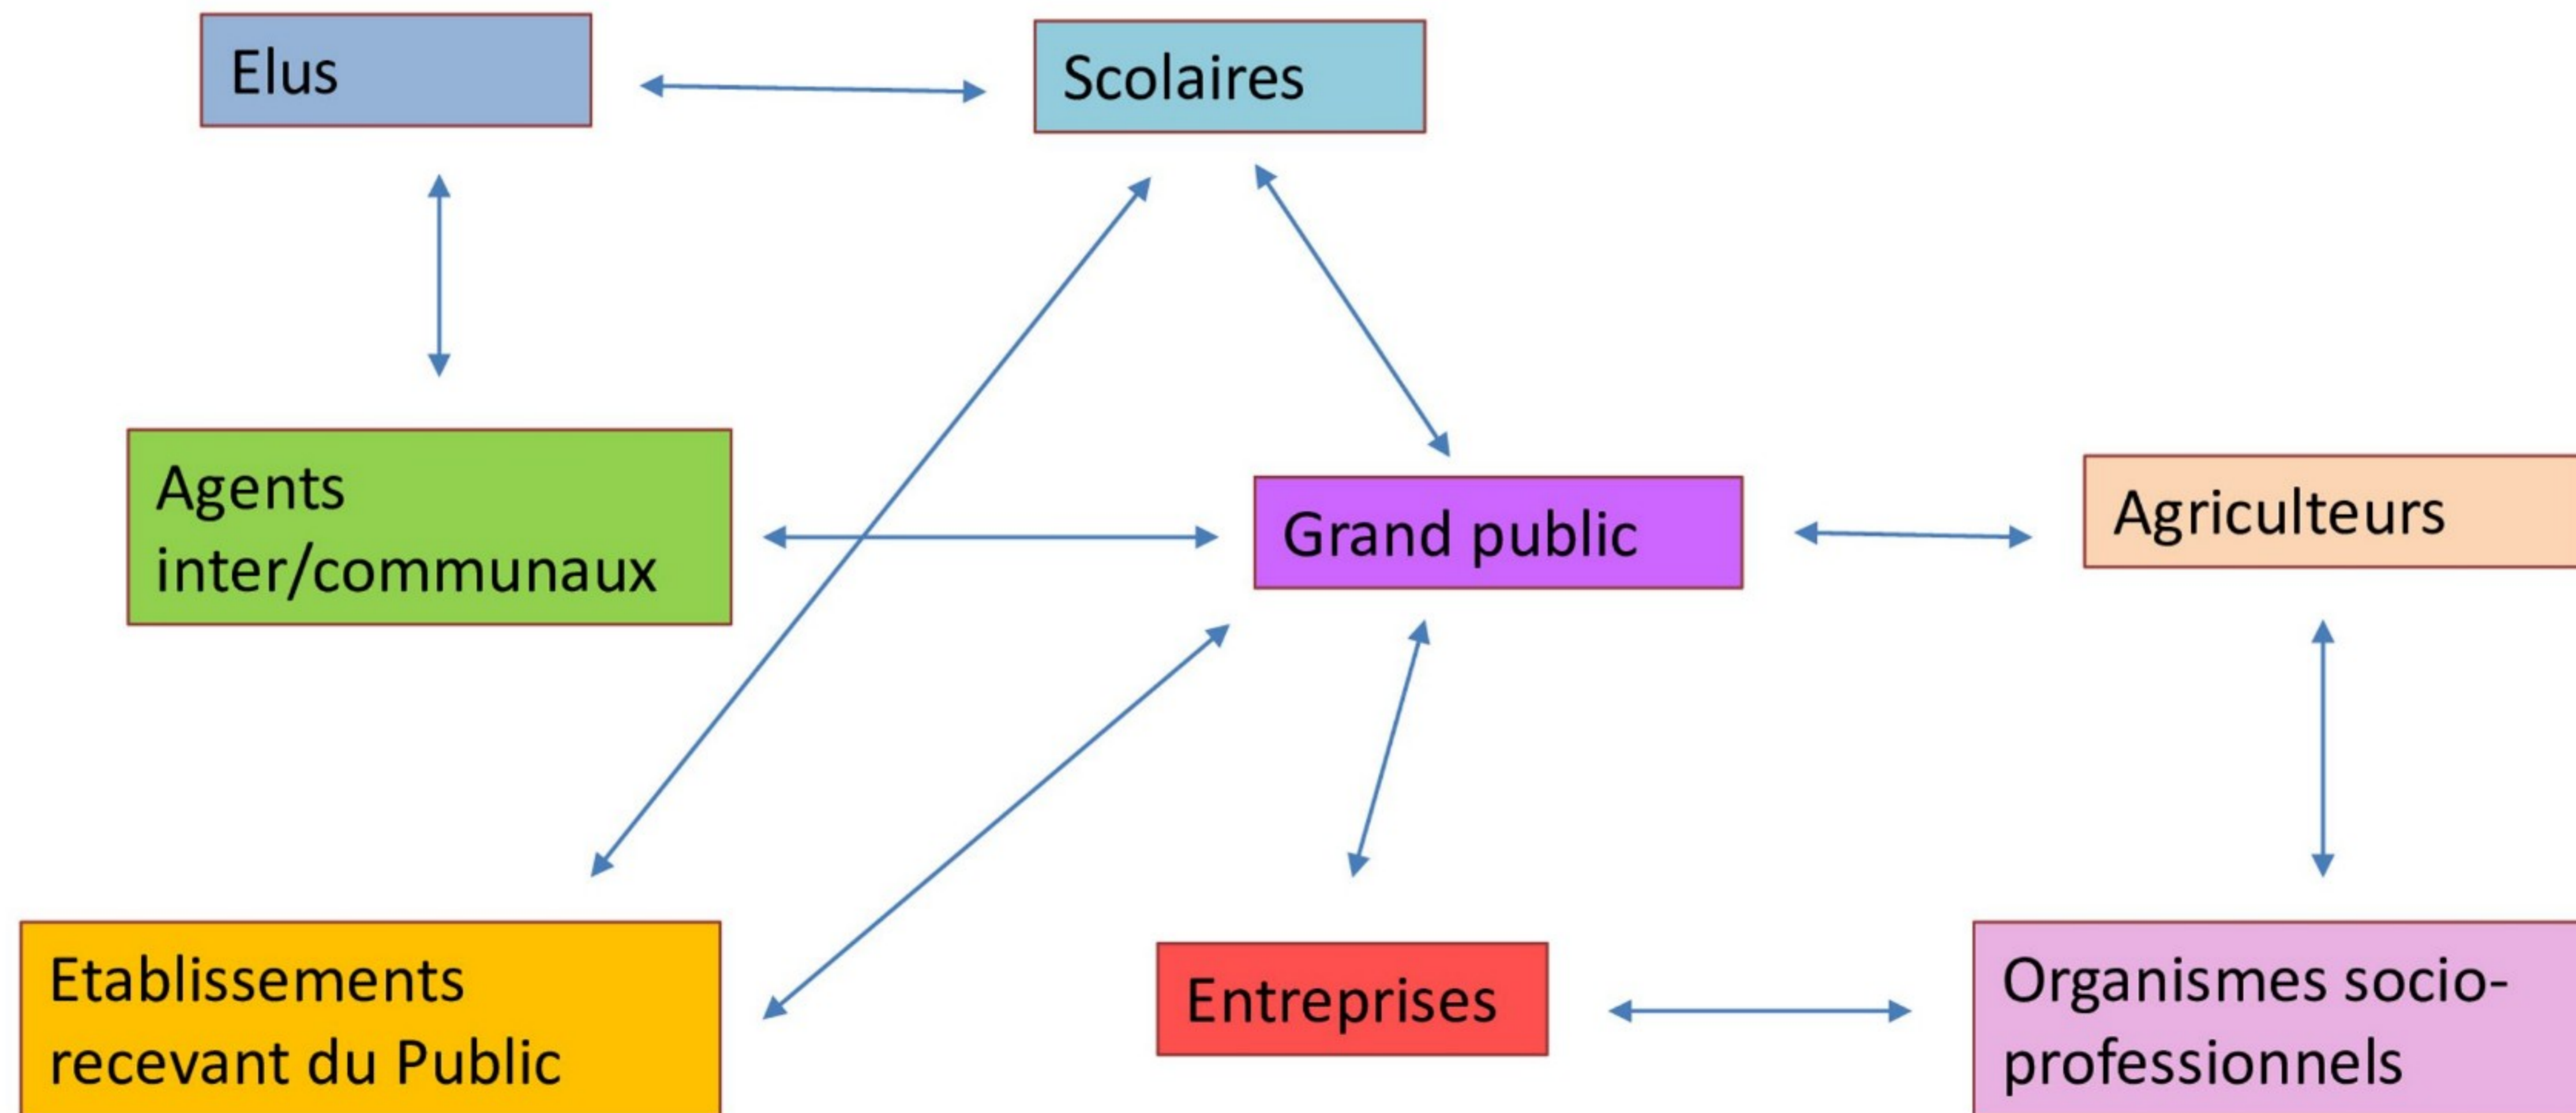 Elus
Scolaires
Agents
inter/communaux
Grand public
Agriculteurs
Etablissements
recevant du Public
Entreprises
Organismes socio-
professionnels